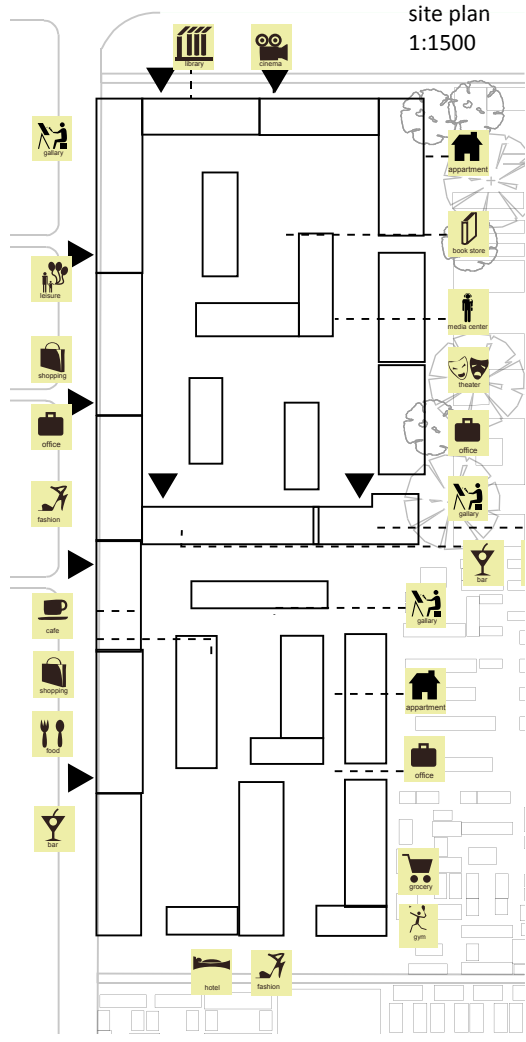 site plan
1:1500
library
cinema
gallary
appartment
book store
leisure
media center
shopping
theater
office
office
fashion
gallary
bar
cafe
gallary
shopping
appartment
food
office
bar
grocery
gym
hotel
fashion